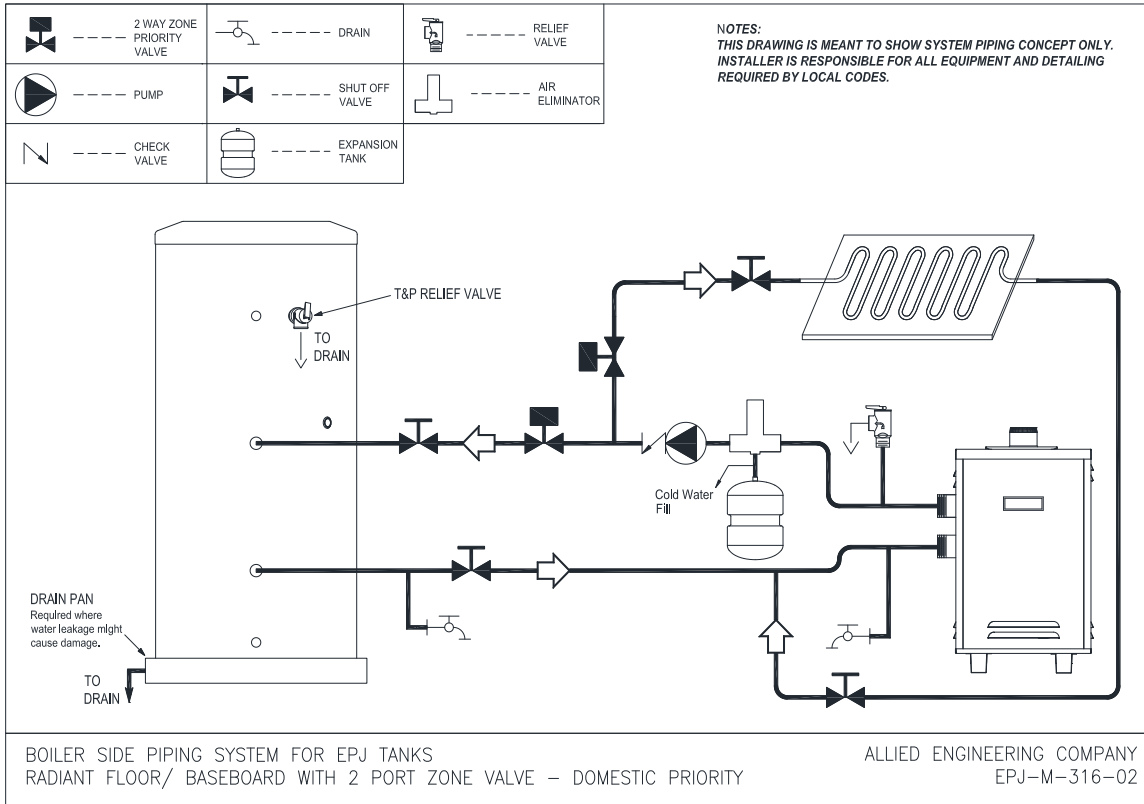 2 WAY ZONE
PRIORITY
VALVE
DRAIN
RELIEF
VALVE
PUMP
SHUT OFF
VALVE
AIR
ELIMINATOR
CHECK
VALVE
EXPANSION
TANK
NOTES:
THIS DRAWING IS MEANT TO SHOW SYSTEM PIPING CONCEPT ONLY.
INSTALLER IS RESPONSIBLE FOR ALL EQUIPMENT AND DETAILING
REQUIRED BY LOCAL CODES.
T&P RELIEF VALVE
TO
DRAIN
Cold Water
Fill
DRAIN PAN
Required where
water leakage might
cause damage.
TO
DRAIN
BOILER SIDE PIPING SYSTEM FOR EPJ TANKS
RADIANT FLOOR/ BASEBOARD WITH 2 PORT ZONE VALVE – DOMESTIC PRIORITY
ALLIED ENGINEERING COMPANY
EPJ-M-316-02